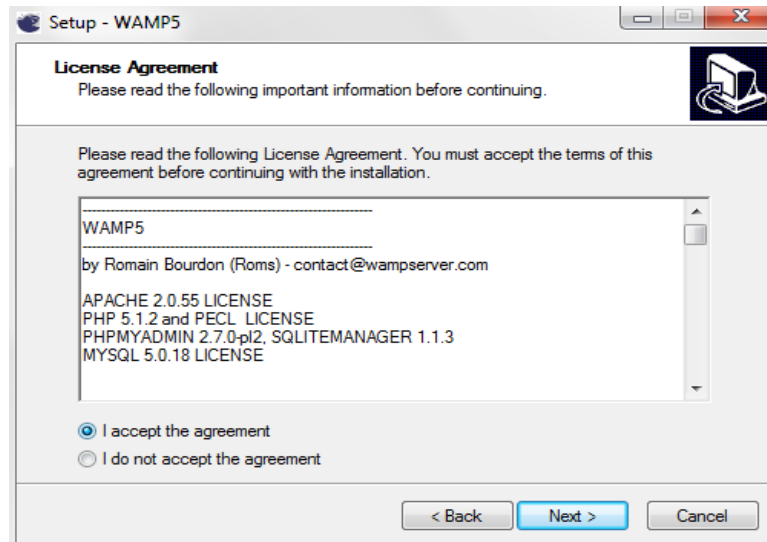 Setup - WAMP5
License Agreement
Please read the following important information before continuing.
Please read the following License Agreement. You must accept the terms of this
agreement before continuing with the installation.
---------------------------------------------------------------
WAMP5
---------------------------------------------------------------
by Romain Bourdon (Roms) - contact@wampserver.com
APACHE 2.0.55 LICENSE
PHP 5.1.2 and PECL LICENSE
PHPMYADMIN 2.7.0-pl2, SQLITEMANAGER 1.1.3
MYSQL 5.0.18 LICENSE
I accept the agreement
I do not accept the agreement
< Back Next > Cancel